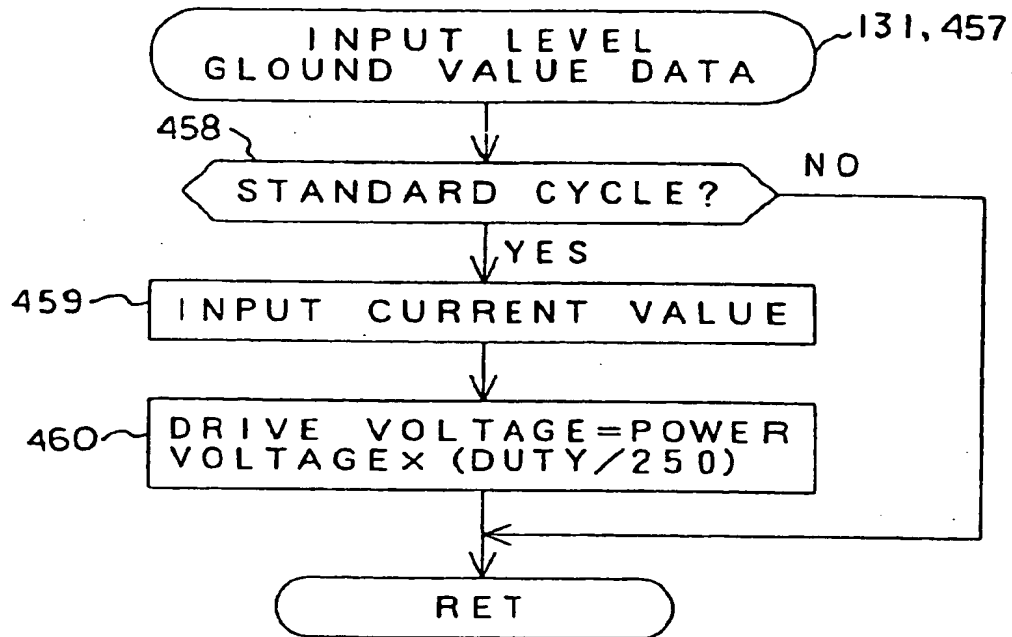 INPUT LEVEL
GLOUND VALUE DATA
131, 457
458
STANDARD CYCLE?
NO
YES
459
INPUT CURRENT VALUE
460
DRIVE VOLTAGE=POWER
VOLTAGE× (DUTY/250)
RET